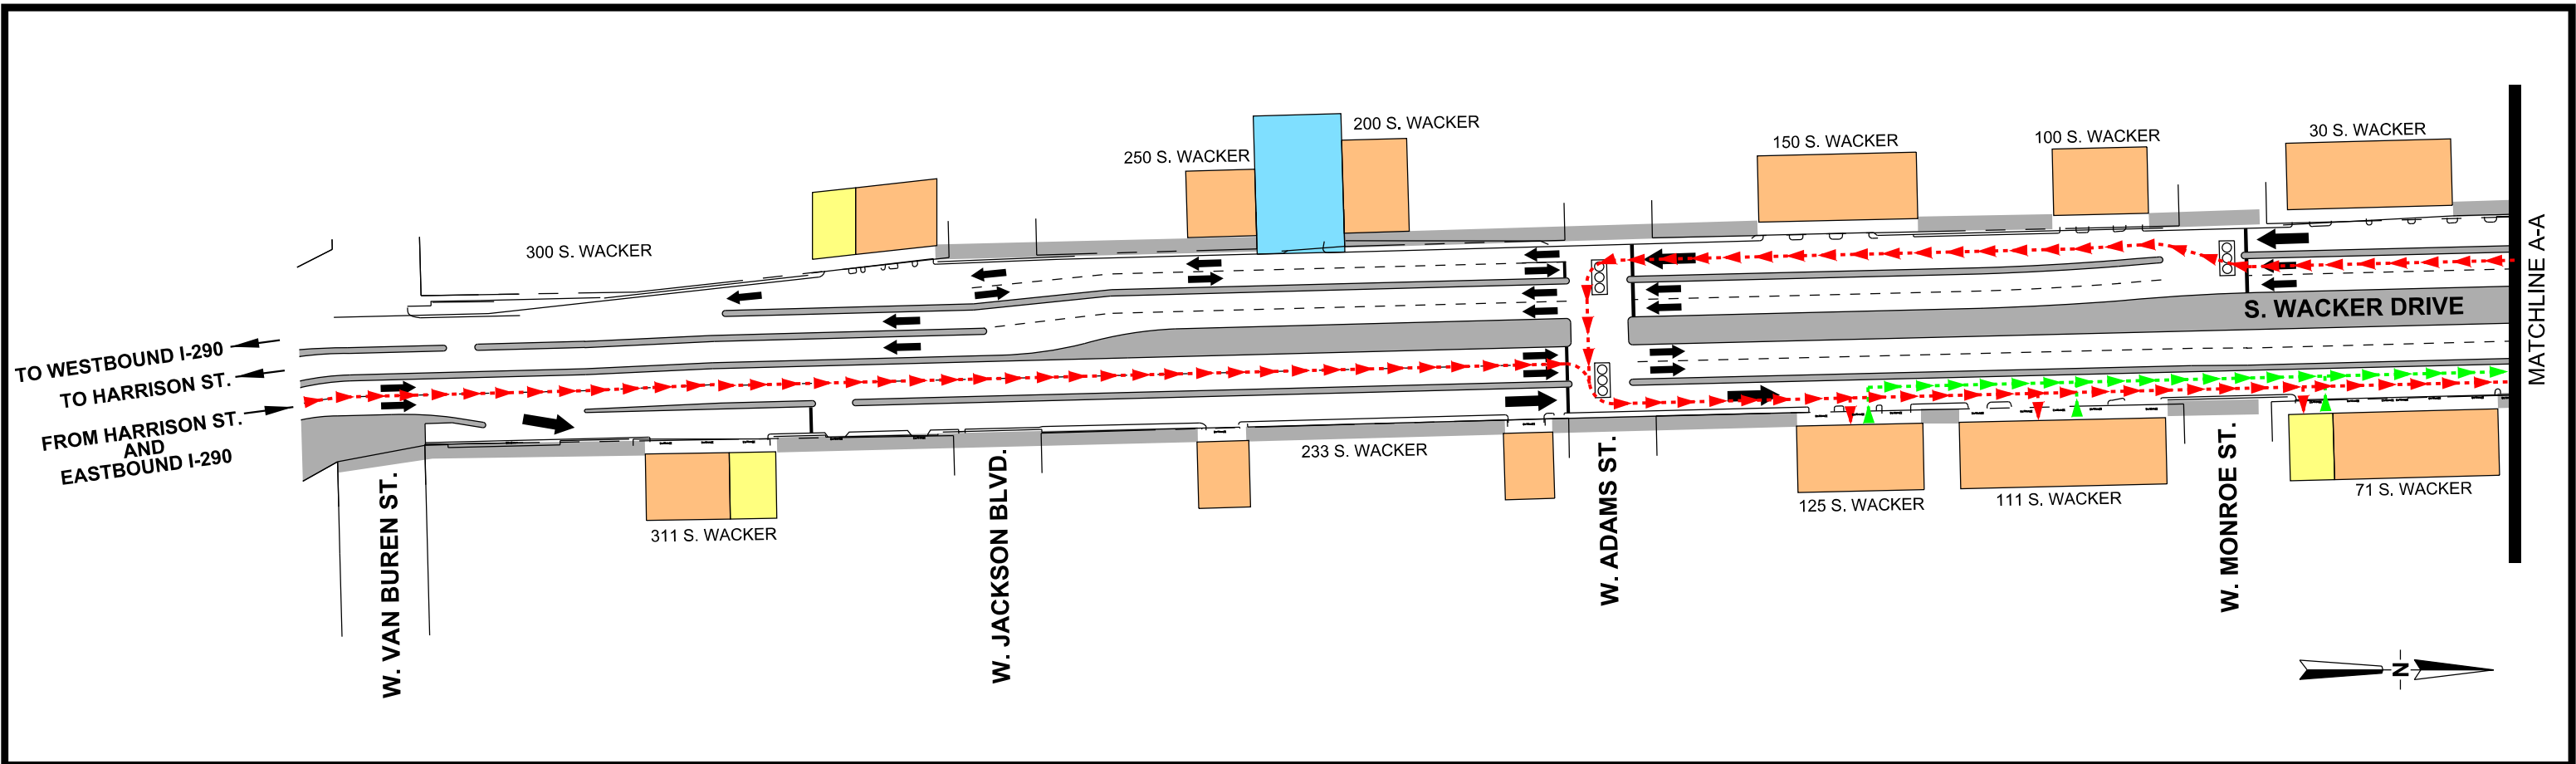 200 S. WACKER
250 S. WACKER
150 S. WACKER
100 S. WACKER
30 S. WACKER
300 S. WACKER
S. WACKER DRIVE
MATCHLINE A-A
TO WESTBOUND I-290
TO HARRISON ST.
FROM HARRISON ST.
AND
EASTBOUND I-290
233 S. WACKER
311 S. WACKER
125 S. WACKER
111 S. WACKER
71 S. WACKER
W. VAN BUREN ST.
W. JACKSON BLVD.
W. ADAMS ST.
W. MONROE ST.
N